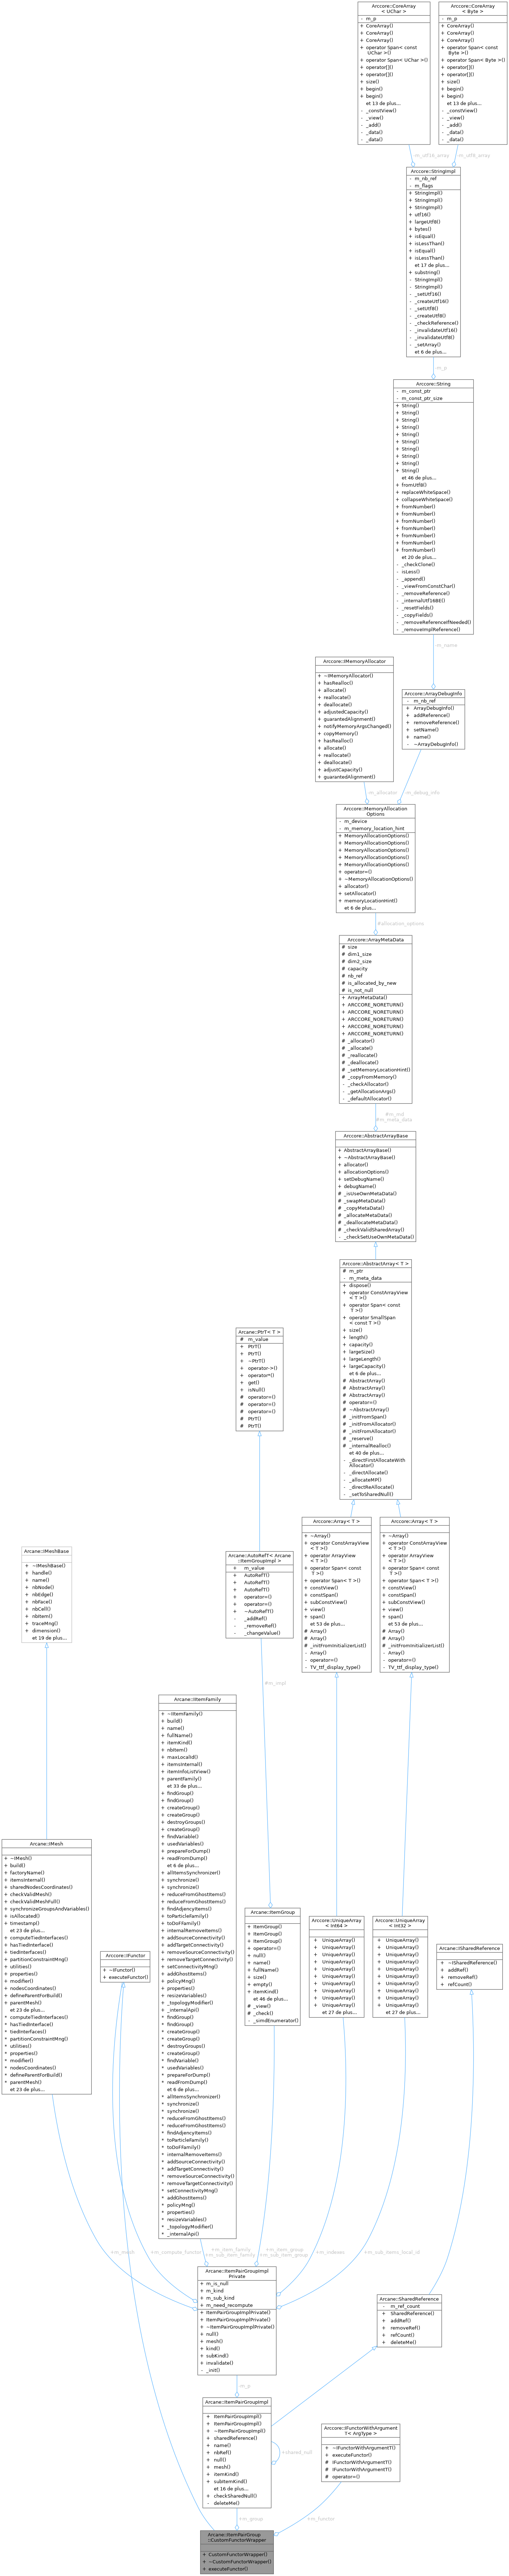 Arccore::CoreArray
< UChar >
- m_p
+ CoreArray()
+ CoreArray()
+ CoreArray()
+ operator Span< const
UChar >()
+ operator Span< UChar >()
+ operator[]()
+ operator[]()
+ size()
+ begin()
+ begin()
et 13 de plus...
- _constView()
- _view()
- _add()
- _data()
- _data()
Arccore::CoreArray
< Byte >
- m_p
+ CoreArray()
+ CoreArray()
+ CoreArray()
+ operator Span< const
Byte >()
+ operator Span< Byte >()
+ operator[]()
+ operator[]()
+ size()
+ begin()
+ begin()
et 13 de plus...
- _constView()
- _view()
- _add()
- _data()
- _data()
-m_utf16_array
-m_utf8_array
Arccore::StringImpl
- m_nb_ref
- m_flags
+ StringImpl()
+ StringImpl()
+ StringImpl()
+ utf16()
+ largeUtf8()
+ bytes()
+ isEqual()
+ isLessThan()
+ isEqual()
+ isLessThan()
et 17 de plus...
+ substring()
- StringImpl()
- StringImpl()
- _setUtf16()
- _createUtf16()
- _setUtf8()
- _createUtf8()
- _checkReference()
- _invalidateUtf16()
- _invalidateUtf8()
- _setArray()
et 6 de plus...
-m_p
Arccore::String
- m_const_ptr
- m_const_ptr_size
+ String()
+ String()
+ String()
+ String()
+ String()
+ String()
+ String()
+ String()
+ String()
+ String()
et 46 de plus...
+ fromUtf8()
+ replaceWhiteSpace()
+ collapseWhiteSpace()
+ fromNumber()
+ fromNumber()
+ fromNumber()
+ fromNumber()
+ fromNumber()
+ fromNumber()
+ fromNumber()
et 20 de plus...
- _checkClone()
- isLess()
- _append()
- _viewFromConstChar()
- _removeReference()
- _internalUtf16BE()
- _resetFields()
- _copyFields()
- _removeReferenceIfNeeded()
- _removeImplReference()
-m_name
Arccore::IMemoryAllocator
+ ~IMemoryAllocator()
+ hasRealloc()
+ allocate()
+ reallocate()
+ deallocate()
+ adjustedCapacity()
+ guarantedAlignment()
+ notifyMemoryArgsChanged()
+ copyMemory()
+ hasRealloc()
+ allocate()
+ reallocate()
+ deallocate()
+ adjustCapacity()
+ guarantedAlignment()
Arccore::ArrayDebugInfo
- m_nb_ref
+ ArrayDebugInfo()
+ addReference()
+ removeReference()
+ setName()
+ name()
- ~ArrayDebugInfo()
-m_allocator
-m_debug_info
Arccore::MemoryAllocation
Options
- m_device
- m_memory_location_hint
+ MemoryAllocationOptions()
+ MemoryAllocationOptions()
+ MemoryAllocationOptions()
+ MemoryAllocationOptions()
+ MemoryAllocationOptions()
+ operator=()
+ ~MemoryAllocationOptions()
+ allocator()
+ setAllocator()
+ memoryLocationHint()
et 6 de plus...
#allocation_options
Arccore::ArrayMetaData
# size
# dim1_size
# dim2_size
# capacity
# nb_ref
# is_allocated_by_new
# is_not_null
+ ArrayMetaData()
+ ARCCORE_NORETURN()
+ ARCCORE_NORETURN()
+ ARCCORE_NORETURN()
+ ARCCORE_NORETURN()
+ ARCCORE_NORETURN()
# _allocator()
# _allocate()
# _reallocate()
# _deallocate()
# _setMemoryLocationHint()
# _copyFromMemory()
- _checkAllocator()
- _getAllocationArgs()
- _defaultAllocator()
#m_md
#m_meta_data
Arccore::AbstractArrayBase
+ AbstractArrayBase()
+ ~AbstractArrayBase()
+ allocator()
+ allocationOptions()
+ setDebugName()
+ debugName()
# _isUseOwnMetaData()
# _swapMetaData()
# _copyMetaData()
# _allocateMetaData()
# _deallocateMetaData()
# _checkValidSharedArray()
- _checkSetUseOwnMetaData()
Arccore::AbstractArray< T >
# m_ptr
- m_meta_data
+ dispose()
+ operator ConstArrayView
< T >()
+ operator Span< const
T >()
+ operator SmallSpan
< const T >()
+ size()
+ length()
+ capacity()
+ largeSize()
+ largeLength()
+ largeCapacity()
et 6 de plus...
# AbstractArray()
# AbstractArray()
# AbstractArray()
# operator=()
# ~AbstractArray()
# _initFromSpan()
# _initFromAllocator()
# _initFromAllocator()
# _reserve()
# _internalRealloc()
et 40 de plus...
- _directFirstAllocateWith
Allocator()
- _directAllocate()
- _allocateMP()
- _directReAllocate()
- _setToSharedNull()
Arcane::PtrT< T >
# m_value
+ PtrT()
+ PtrT()
+ ~PtrT()
+ operator->()
+ operator*()
+ get()
+ isNull()
# operator=()
# operator=()
# operator=()
# PtrT()
# PtrT()
Arccore::Array< T >
+ ~Array()
+ operator ConstArrayView
< T >()
+ operator ArrayView
< T >()
+ operator Span< const
T >()
+ operator Span< T >()
+ constView()
+ constSpan()
+ subConstView()
+ view()
+ span()
et 53 de plus...
# Array()
# Array()
# _initFromInitializerList()
- Array()
- operator=()
- TV_ttf_display_type()
Arccore::Array< T >
+ ~Array()
+ operator ConstArrayView
< T >()
+ operator ArrayView
< T >()
+ operator Span< const
T >()
+ operator Span< T >()
+ constView()
+ constSpan()
+ subConstView()
+ view()
+ span()
et 53 de plus...
# Array()
# Array()
# _initFromInitializerList()
- Array()
- operator=()
- TV_ttf_display_type()
Arcane::IMeshBase
+ ~IMeshBase()
+ handle()
+ name()
+ nbNode()
+ nbEdge()
+ nbFace()
+ nbCell()
+ nbItem()
+ traceMng()
+ dimension()
et 19 de plus...
Arcane::AutoRefT< Arcane
::ItemGroupImpl >
+ m_value
+ AutoRefT()
+ AutoRefT()
+ AutoRefT()
+ operator=()
+ operator=()
+ ~AutoRefT()
- _addRef()
- _removeRef()
- _changeValue()
#m_impl
Arcane::IItemFamily
+ ~IItemFamily()
+ build()
+ name()
+ fullName()
+ itemKind()
+ nbItem()
+ maxLocalId()
+ itemsInternal()
+ itemInfoListView()
+ parentFamily()
et 33 de plus...
* findGroup()
* findGroup()
* createGroup()
* createGroup()
* destroyGroups()
* createGroup()
* findVariable()
* usedVariables()
* prepareForDump()
* readFromDump()
et 6 de plus...
* allItemsSynchronizer()
* synchronize()
* synchronize()
* reduceFromGhostItems()
* reduceFromGhostItems()
* findAdjencyItems()
* toParticleFamily()
* toDoFFamily()
* internalRemoveItems()
* addSourceConnectivity()
* addTargetConnectivity()
* removeSourceConnectivity()
* removeTargetConnectivity()
* setConnectivityMng()
* addGhostItems()
* policyMng()
* properties()
* resizeVariables()
* _topologyModifier()
* _internalApi()
* findGroup()
* findGroup()
* createGroup()
* createGroup()
* destroyGroups()
* createGroup()
* findVariable()
* usedVariables()
* prepareForDump()
* readFromDump()
et 6 de plus...
* allItemsSynchronizer()
* synchronize()
* synchronize()
* reduceFromGhostItems()
* reduceFromGhostItems()
* findAdjencyItems()
* toParticleFamily()
* toDoFFamily()
* internalRemoveItems()
* addSourceConnectivity()
* addTargetConnectivity()
* removeSourceConnectivity()
* removeTargetConnectivity()
* setConnectivityMng()
* addGhostItems()
* policyMng()
* properties()
* resizeVariables()
* _topologyModifier()
* _internalApi()
Arcane::IMesh
+ ~IMesh()
+ build()
+ factoryName()
+ itemsInternal()
+ sharedNodesCoordinates()
+ checkValidMesh()
+ checkValidMeshFull()
+ synchronizeGroupsAndVariables()
+ isAllocated()
+ timestamp()
et 23 de plus...
* computeTiedInterfaces()
* hasTiedInterface()
* tiedInterfaces()
* partitionConstraintMng()
* utilities()
* properties()
* modifier()
* nodesCoordinates()
* defineParentForBuild()
* parentMesh()
et 23 de plus...
* computeTiedInterfaces()
* hasTiedInterface()
* tiedInterfaces()
* partitionConstraintMng()
* utilities()
* properties()
* modifier()
* nodesCoordinates()
* defineParentForBuild()
* parentMesh()
et 23 de plus...
Arccore::IFunctor
+ ~IFunctor()
+ executeFunctor()
Arcane::ItemGroup
+ ItemGroup()
+ ItemGroup()
+ ItemGroup()
+ operator=()
+ null()
+ name()
+ fullName()
+ size()
+ empty()
+ itemKind()
et 46 de plus...
# _view()
# _check()
- _simdEnumerator()
Arccore::UniqueArray
< Int64 >
+ UniqueArray()
+ UniqueArray()
+ UniqueArray()
+ UniqueArray()
+ UniqueArray()
+ UniqueArray()
+ UniqueArray()
+ UniqueArray()
+ UniqueArray()
+ UniqueArray()
et 27 de plus...
Arccore::UniqueArray
< Int32 >
+ UniqueArray()
+ UniqueArray()
+ UniqueArray()
+ UniqueArray()
+ UniqueArray()
+ UniqueArray()
+ UniqueArray()
+ UniqueArray()
+ UniqueArray()
+ UniqueArray()
et 27 de plus...
Arcane::ISharedReference
+ ~ISharedReference()
+ addRef()
+ removeRef()
+ refCount()
+m_mesh
+m_compute_functor
+m_item_family
+m_sub_item_family
+m_item_group
+m_sub_item_group
+m_indexes
+m_sub_items_local_id
Arcane::ItemPairGroupImpl
Private
+ m_is_null
+ m_kind
+ m_sub_kind
+ m_need_recompute
+ ItemPairGroupImplPrivate()
+ ItemPairGroupImplPrivate()
+ ~ItemPairGroupImplPrivate()
+ null()
+ mesh()
+ kind()
+ subKind()
+ invalidate()
- _init()
Arcane::SharedReference
- m_ref_count
+ SharedReference()
+ addRef()
+ removeRef()
+ refCount()
+ deleteMe()
-m_p
Arcane::ItemPairGroupImpl
+ ItemPairGroupImpl()
+ ItemPairGroupImpl()
+ ~ItemPairGroupImpl()
+ sharedReference()
+ name()
+ nbRef()
+ null()
+ mesh()
+ itemKind()
+ subItemKind()
et 16 de plus...
+ checkSharedNull()
- deleteMe()
+shared_null
Arccore::IFunctorWithArgument
T< ArgType >
+ ~IFunctorWithArgumentT()
+ executeFunctor()
# IFunctorWithArgumentT()
# IFunctorWithArgumentT()
# operator=()
+m_group
+m_functor
Arcane::ItemPairGroup
::CustomFunctorWrapper
+ CustomFunctorWrapper()
+ ~CustomFunctorWrapper()
+ executeFunctor()